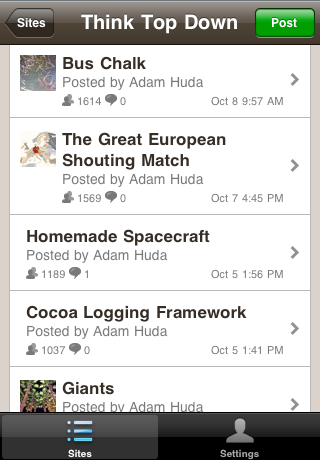 Sites
Think Top Down
Post
Bus Chalk
Posted by Adam Huda
1614 0
Oct 8 9:57 AM
The Great European
Shouting Match
Posted by Adam Huda
1569 0
Oct 7 4:45 PM
Homemade Spacecraft
Posted by Adam Huda
1189 1
Oct 5 1:56 PM
Cocoa Logging Framework
Posted by Adam Huda
1037 0
Oct 5 1:41 PM
Giants
Posted by Adam Huda
Sites
Settings